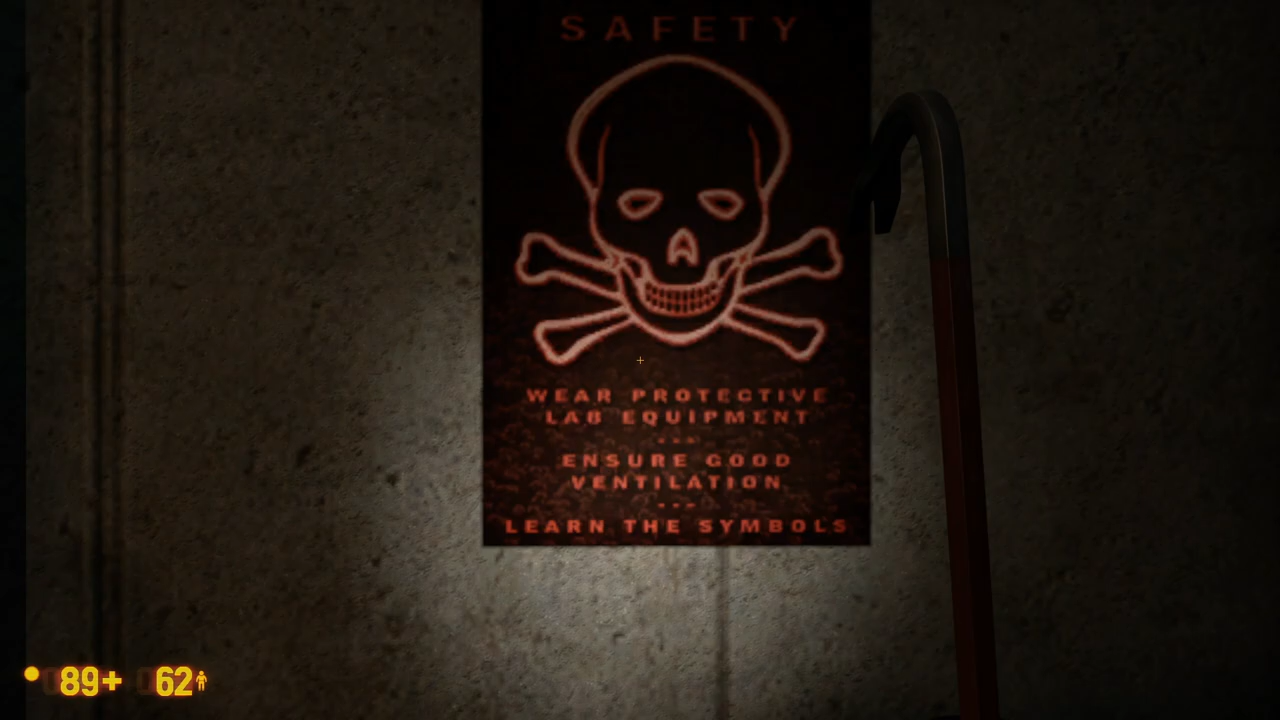 SAFETY
WEAR PROTECTIVE
LAB EQUIPMENT
ENSURE GOOD
VENTILATION
LEARN THE SYMBOLS
89+ 62